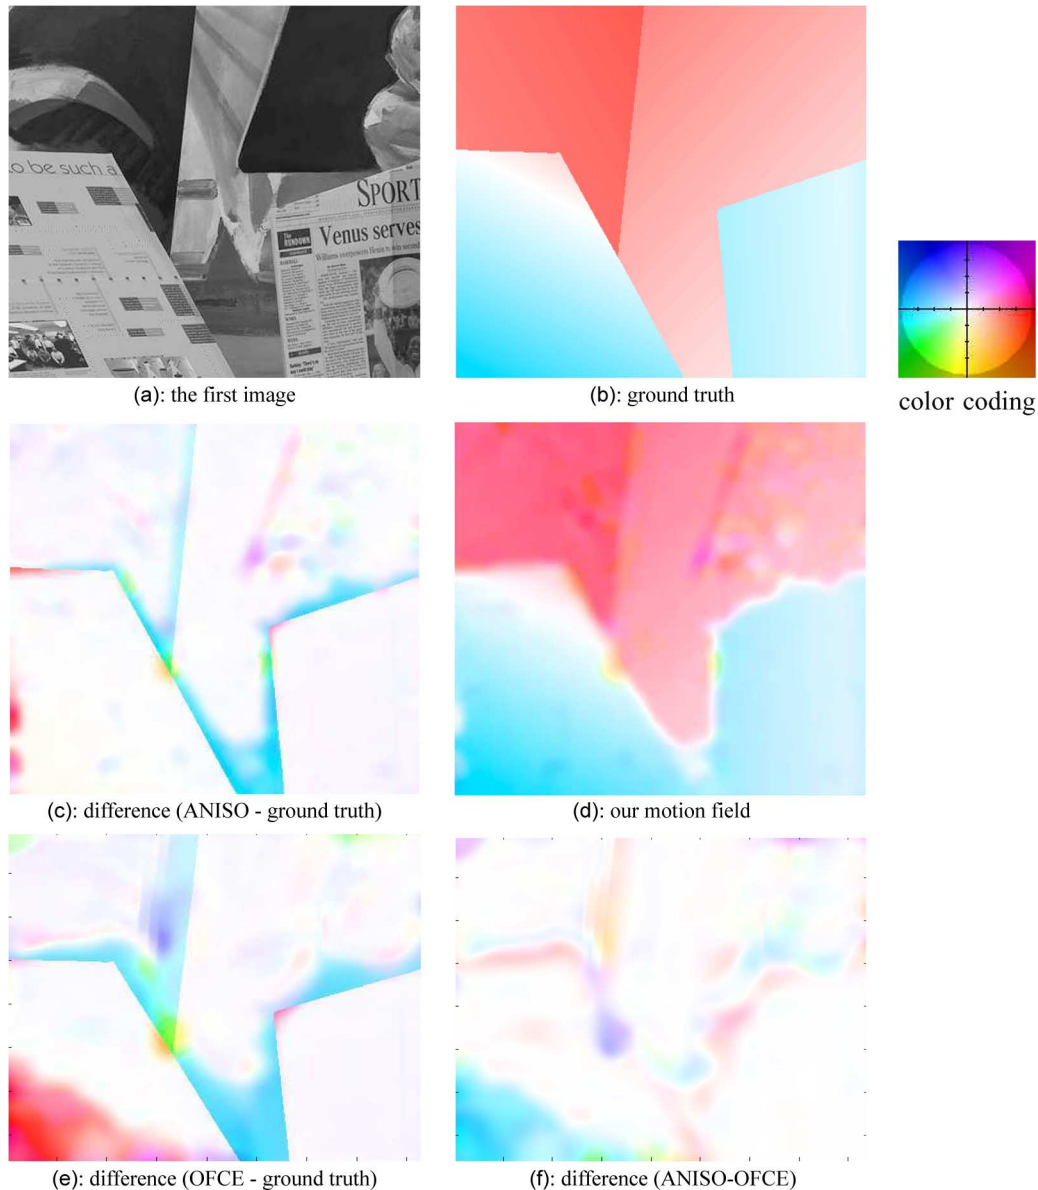 to be such a
SPORT
The
RUNDOWN
Venus serves
Williams overpowers Henin to win second
BASEBALL
(a): the first image
(b): ground truth
color coding
(c): difference (ANISO - ground truth)
(d): our motion field
(e): difference (OFCE - ground truth)
(f): difference (ANISO-OFCE)